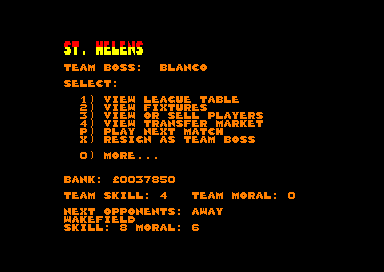 ST. HELENS
TEAM BOSS: BLANCO
SELECT:
1) VIEW LEAGUE TABLE
2) VIEW FIXTURES
3) VIEW OR SELL PLAYERS
4) VIEW TRANSFER MARKET
P) PLAY NEXT MATCH
X) RESIGN AS TEAM BOSS
0) MORE...
BANK: £0037850
TEAM SKILL: 4 TEAM MORAL: 0
NEXT OPPONENTS: AWAY
WAKEFIELD
SKILL: 8 MORAL: 6